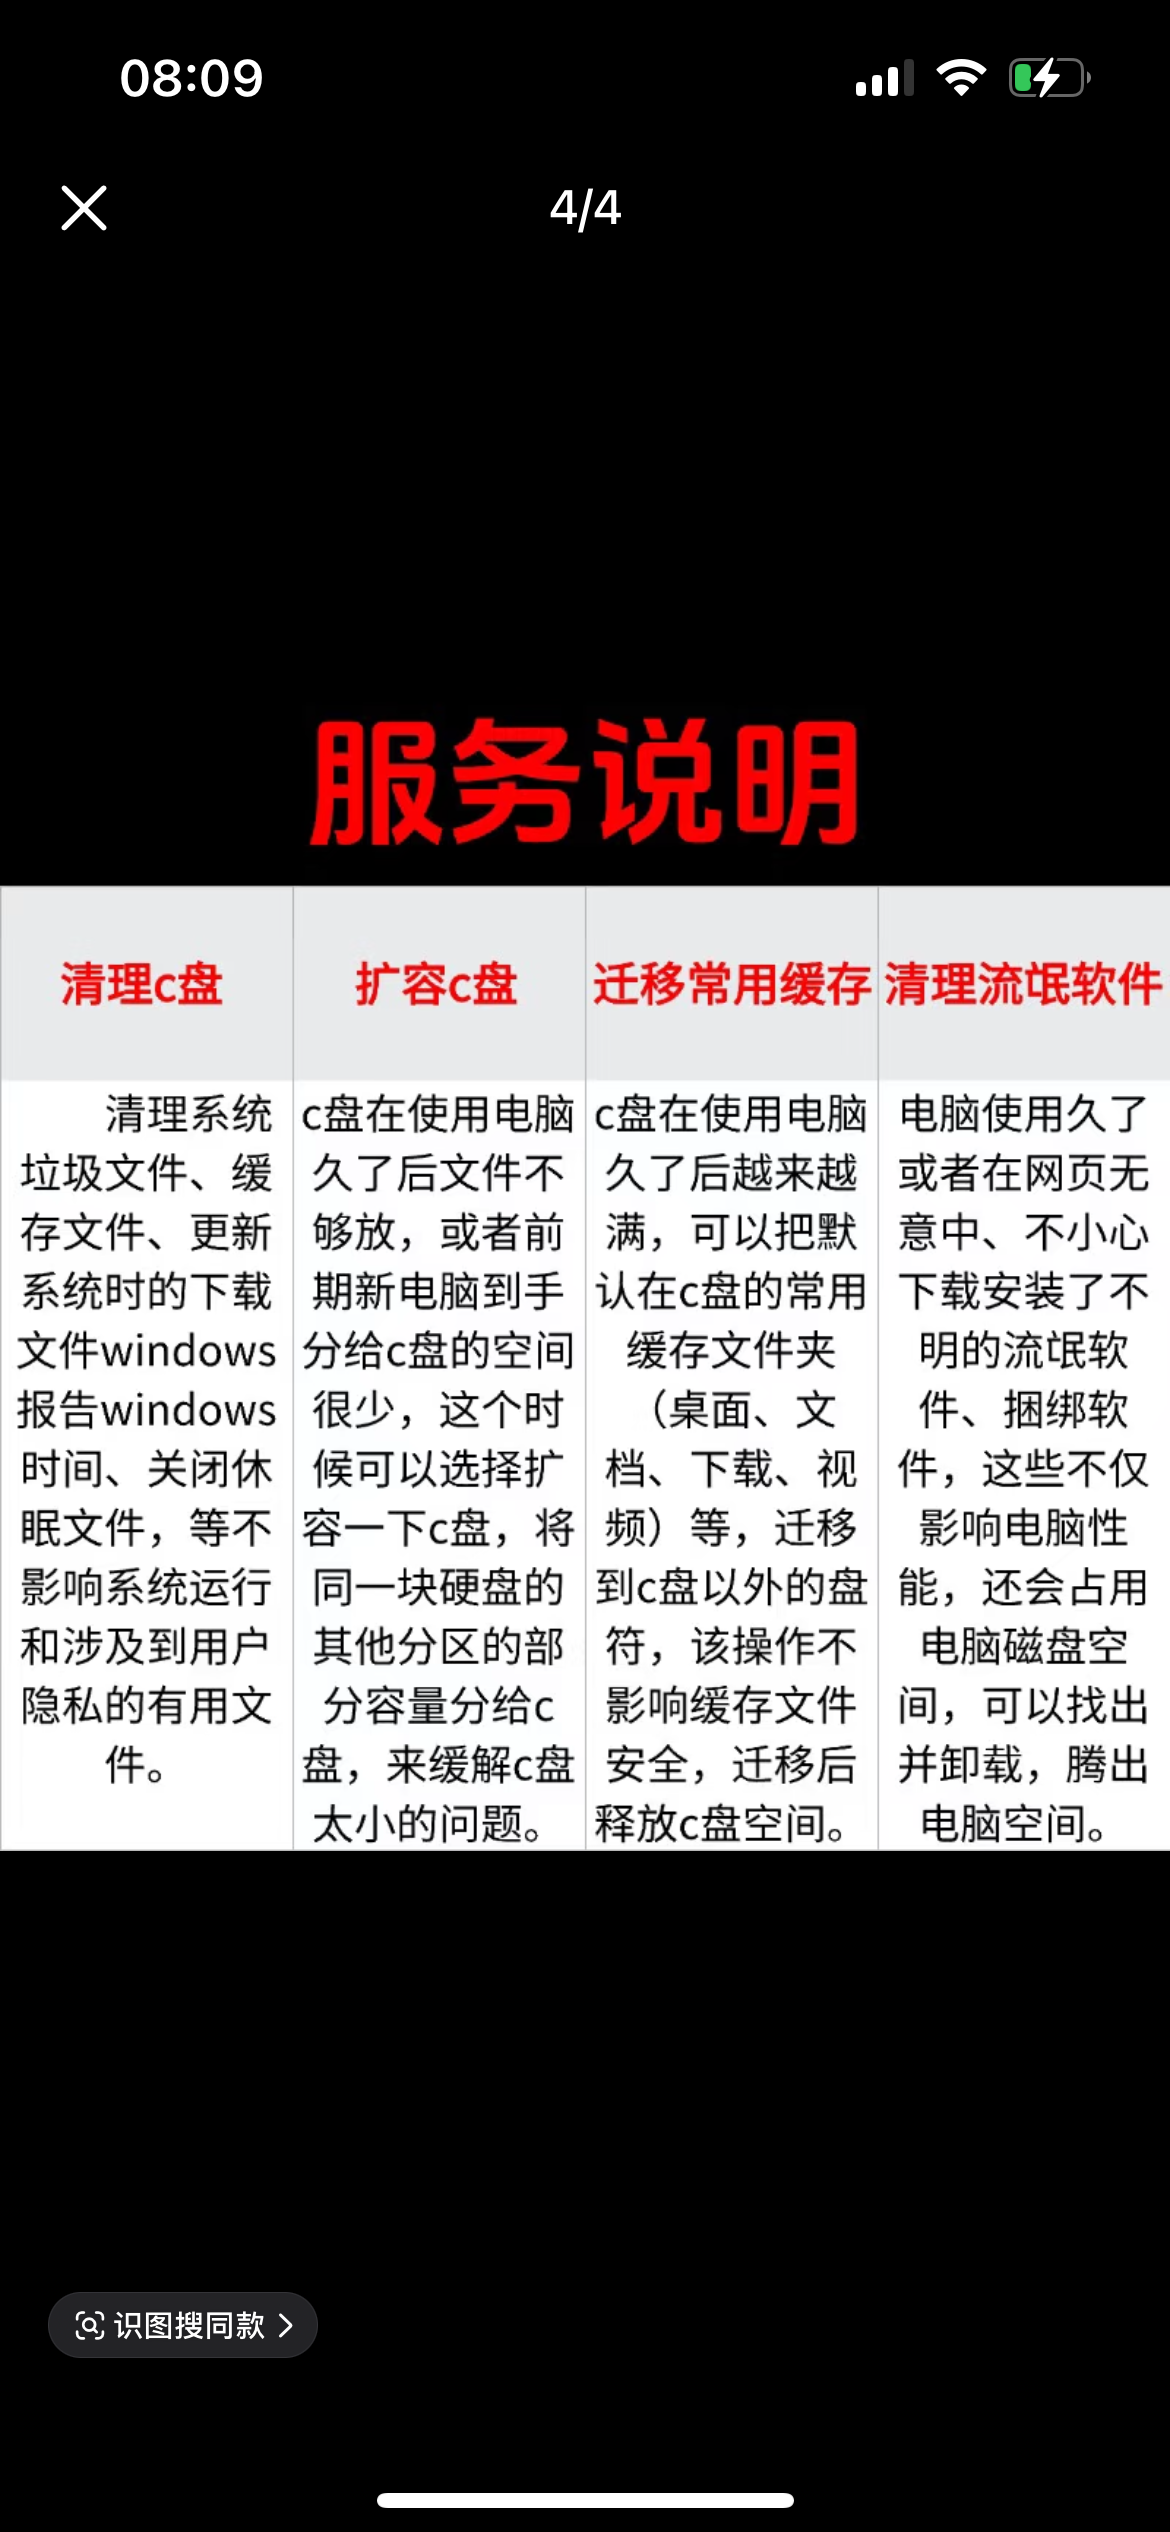 08:09
4/4
服务说明
清理c盘
清理系统
垃圾文件、缓
存文件、更新
系统时的下载
文件windows
报告windows
时间、关闭休
眠文件，等不
影响系统运行
和涉及到用户
隐私的有用文
件。
扩容c盘
c盘在使用电脑
久了后文件不
够放，或者前
期新电脑到手
分给c盘的空间
很少，这个时
候可以选择扩
容一下c盘，将
同一块硬盘的
其他分区的部
分容量分给c
盘，来缓解c盘
太小的问题。
迁移常用缓存
c盘在使用电脑
久了后越来越
满，可以把默
认在c盘的常用
缓存文件夹
（桌面、文
档、下载、视
频）等，迁移
到c盘以外的盘
符，该操作不
影响缓存文件
安全，迁移后
释放c盘空间。
清理流氓软件
电脑使用久了
或者在网页无
意中、不小心
下载安装了不
明的流氓软
件、捆绑软
件，这些不仅
影响电脑性
能，还会占用
电脑磁盘空
间，可以找出
并卸载，腾出
电脑空间。
识图搜同款